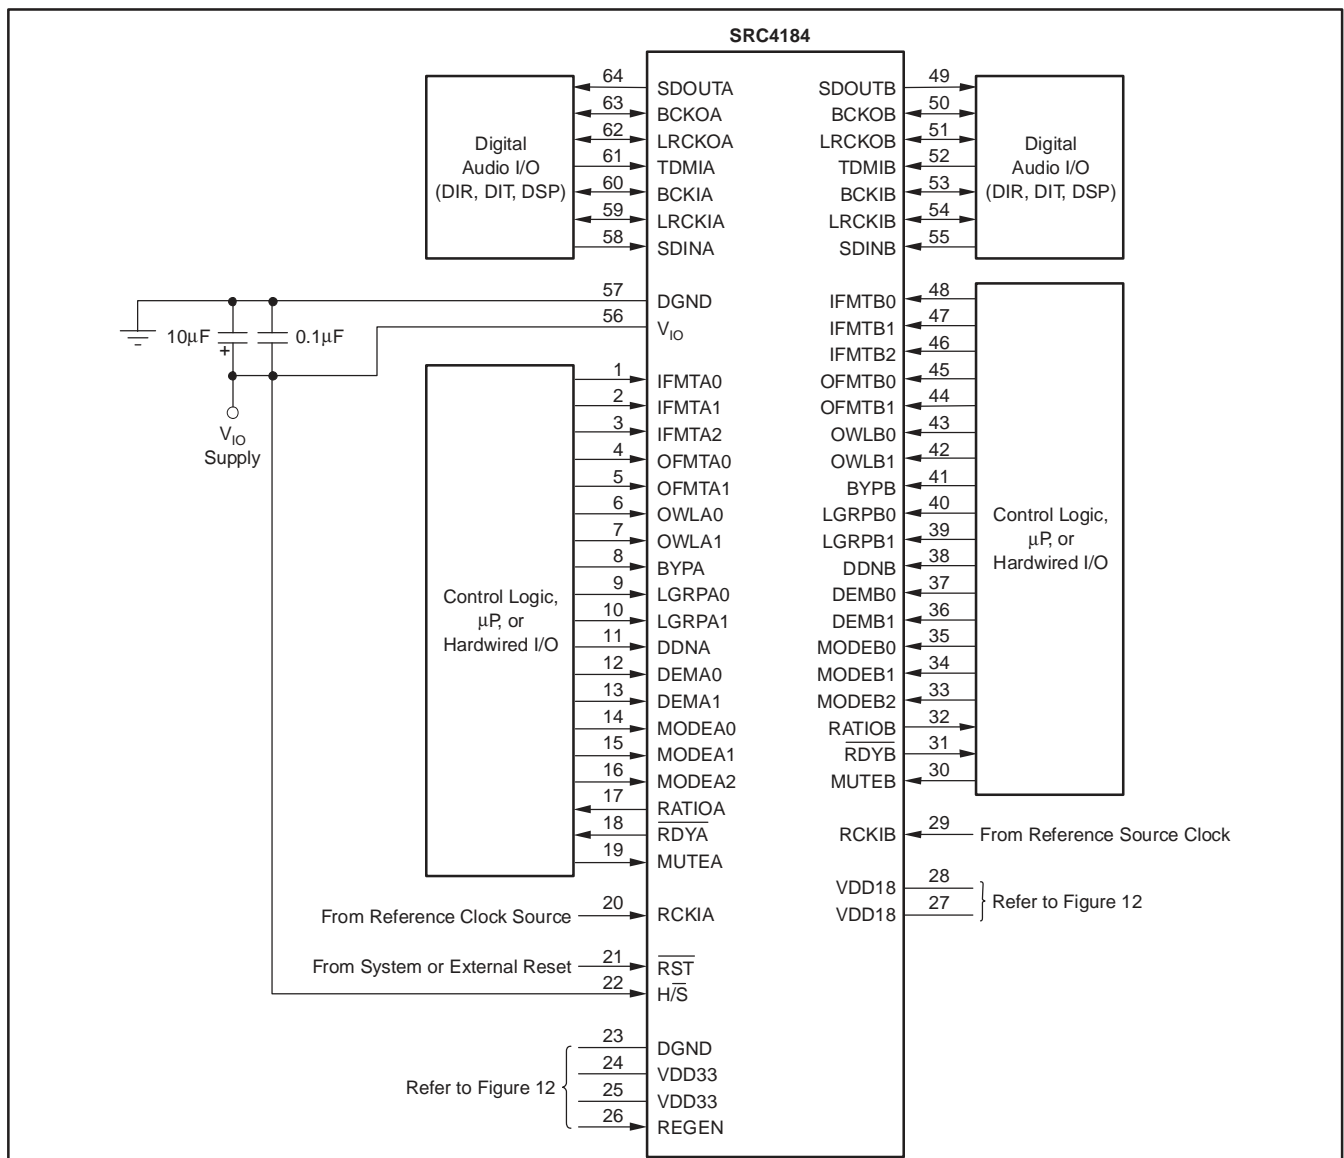 SRC4184
Digital
Audio I/O
(DIR, DIT, DSP)
64 SDOUTA
63 BCKOA
62 LRCKOA
61 TDMIA
60 BCKIA
59 LRCKIA
58 SDINA
57 DGND
56 VIO
10μF
+
0.1μF
VIO
Supply
Control Logic,
μP, or
Hardwired I/O
1 IFMTA0
2 IFMTA1
3 IFMTA2
4 OFMTA0
5 OFMTA1
6 OWLA0
7 OWLA1
8 BYPA
9 LGRPA0
10 LGRPA1
11 DDNA
12 DEMA0
13 DEMA1
14 MODEA0
15 MODEA1
16 MODEA2
17 RATIOA
18 RDYA
19 MUTEA
From Reference Clock Source 20 RCKIA
From System or External Reset 21 RST
22 H/S
Refer to Figure 12
23 DGND
24 VDD33
25 VDD33
26 REGEN
SDOUTB 49
BCKOB 50
LRCKOB 51
TDMIB 52
BCKIB 53
LRCKIB 54
SDINB 55
Digital
Audio I/O
(DIR, DIT, DSP)
IFMTB0 48
IFMTB1 47
IFMTB2 46
OFMTB0 45
OFMTB1 44
OWLB0 43
OWLB1 42
BYPB 41
LGRPB0 40
LGRPB1 39
DDNB 38
DEMB0 37
DEMB1 36
MODEB0 35
MODEB1 34
MODEB2 33
RATIOB 32
RDYB 31
MUTEB 30
Control Logic,
μP, or
Hardwired I/O
RCKIB 29 From Reference Source Clock
VDD18 28
VDD18 27
Refer to Figure 12